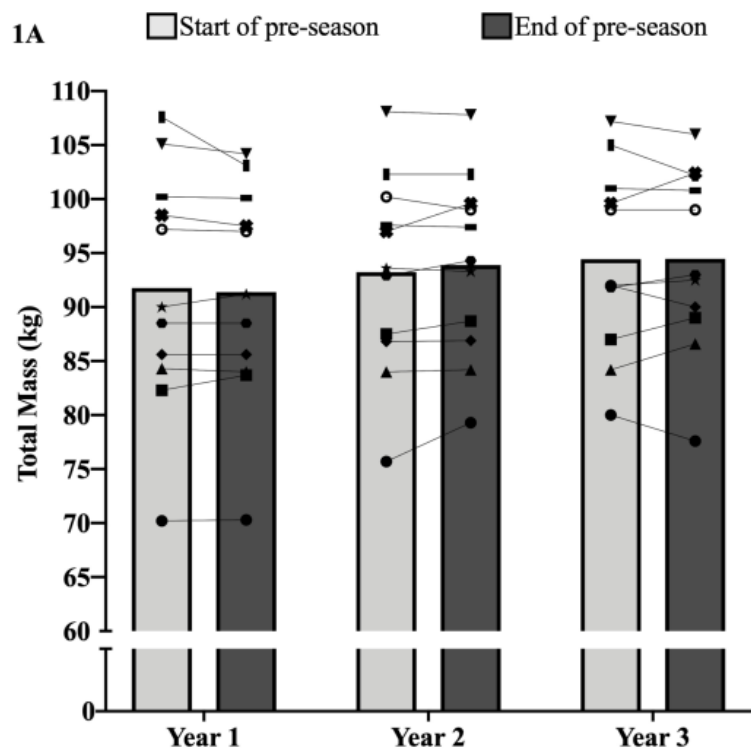 1A
Start of pre-season
End of pre-season
Total Mass (kg)
110
105
100
95
90
85
80
75
70
65
60
0
Year 1
Year 2
Year 3